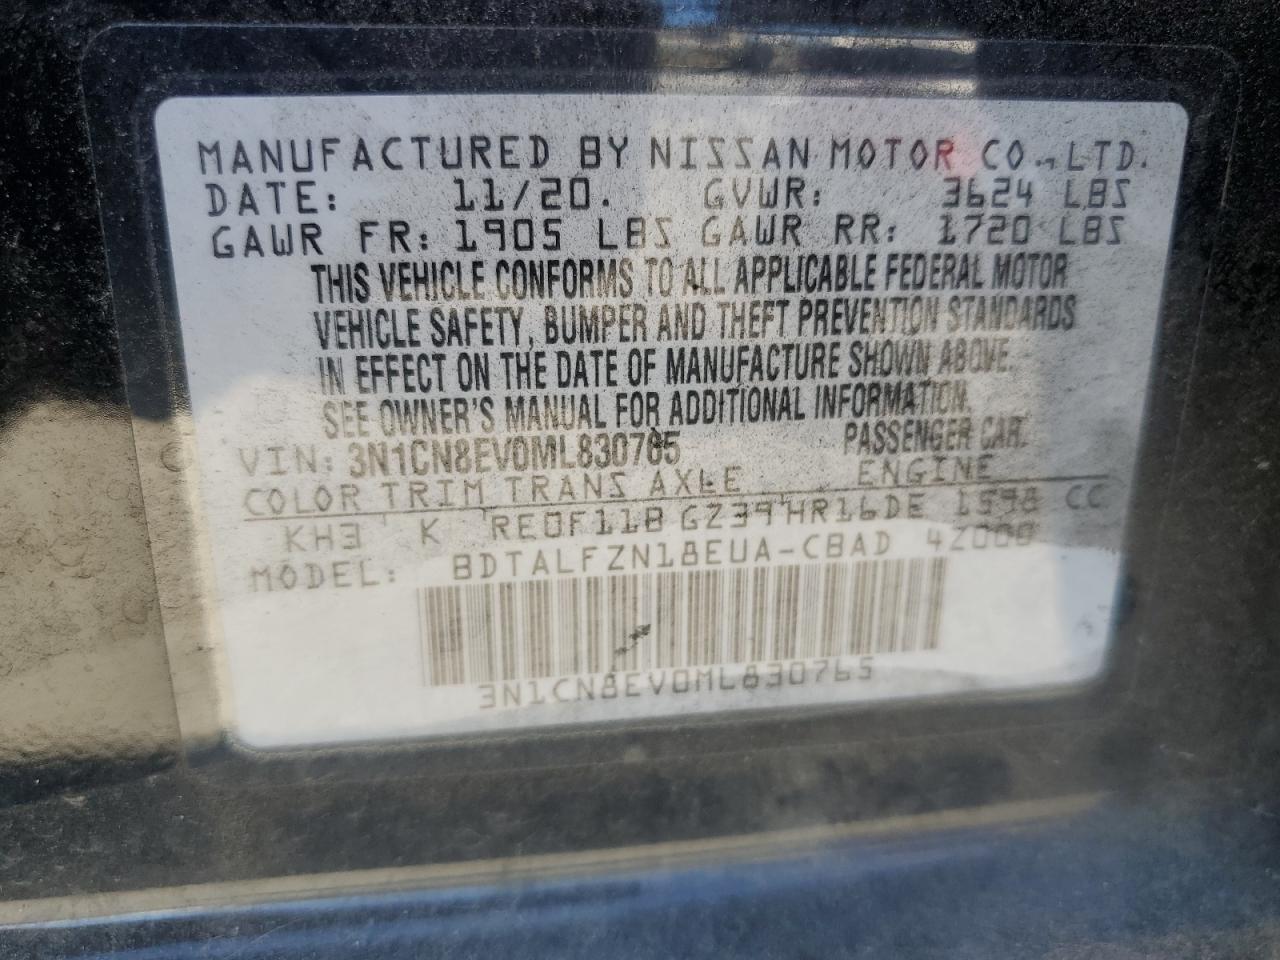 MANUFACTURED BY NISSAN MOTOR CO., LTD.
DATE: 11/20. GVWR: 3624 LBS
GAWR FR: 1905 LBS GAWR RR: 1720 LBS
THIS VEHICLE CONFORMS TO ALL APPLICABLE FEDERAL MOTOR
VEHICLE SAFETY, BUMPER AND THEFT PREVENTION STANDARDS
IN EFFECT ON THE DATE OF MANUFACTURE SHOWN ABOVE.
SEE OWNER'S MANUAL FOR ADDITIONAL INFORMATION.
VIN: 3N1CN8EV0ML830765 PASSENGER CAR.
COLOR TRIM TRANS AXLE ENGINE
KH3 K RE0F11B GZ39 HR16DE 1598 CC
MODEL: BDTALFZN18EUA-CBAD 42000
3N1CN8EV0ML830765